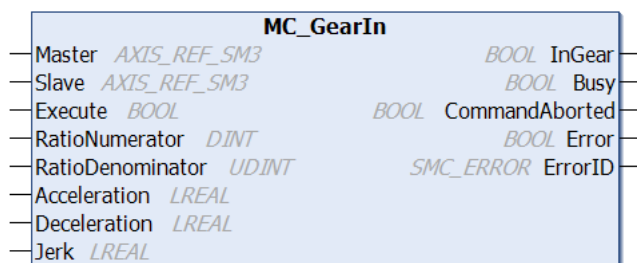 MC_GearIn
Master AXIS_REF_SM3 BOOL InGear
Slave AXIS_REF_SM3 BOOL Busy
Execute BOOL BOOL CommandAborted
RatioNumerator DINT BOOL Error
RatioDenominator UDINT SMC_ERROR ErrorID
Acceleration LREAL
Deceleration LREAL
Jerk LREAL